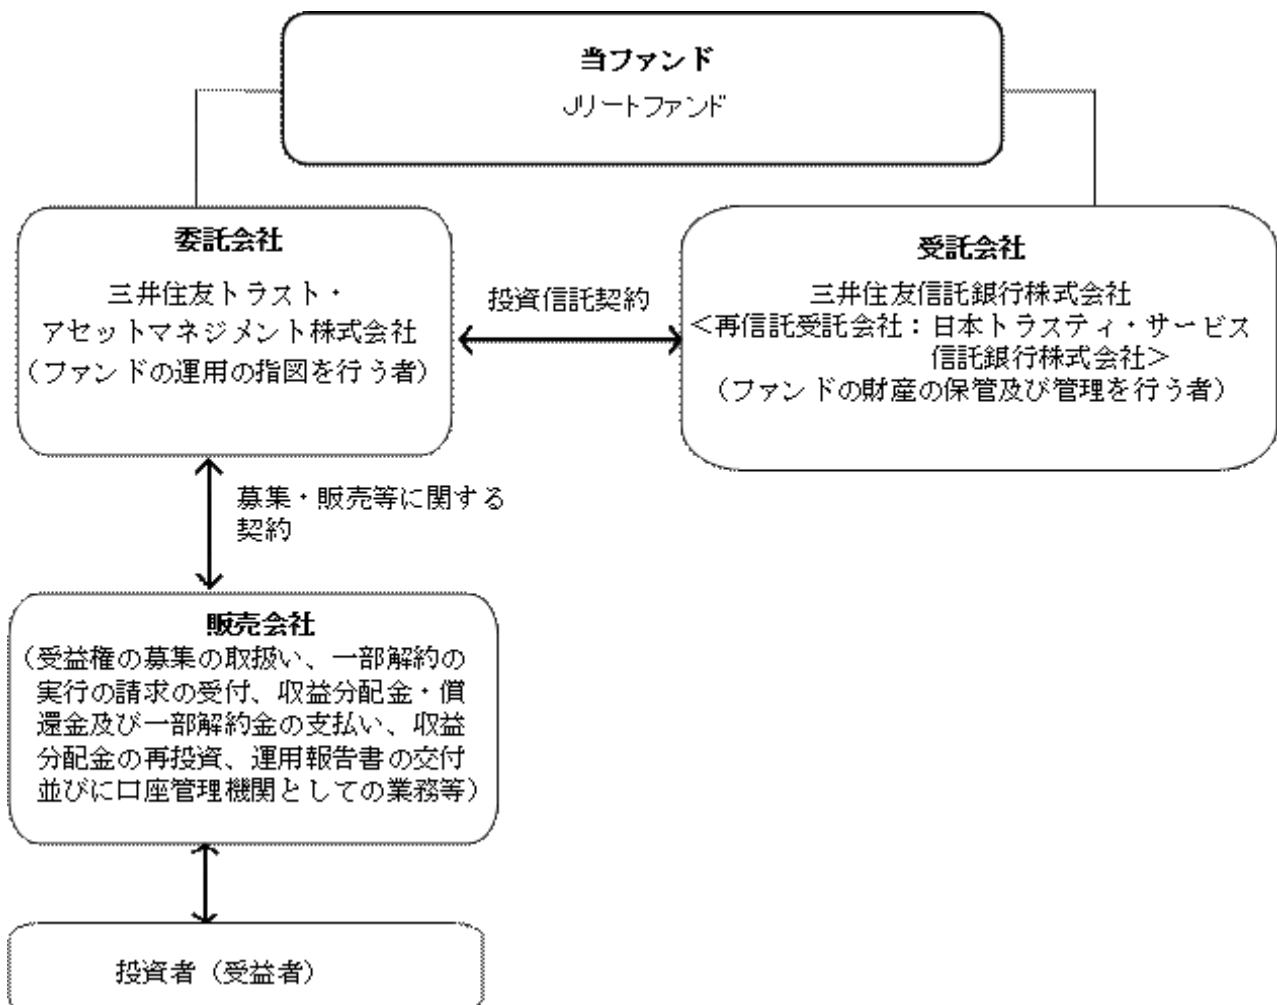 当ファンド
Jリートファンド
委託会社
三井住友トラスト・
アセットマネジメント株式会社
（ファンドの運用の指図を行う者）
投資信託契約
受託会社
三井住友信託銀行株式会社
＜再信託受託会社：日本トラスティ・サービス
信託銀行株式会社＞
（ファンドの財産の保管及び管理を行う者）
募集・販売等に関する
契約
販売会社
（受益権の募集の取扱い、一部解約の
実行の請求の受付、収益分配金・償
還金及び一部解約金の支払い、収益
分配金の再投資、運用報告書の交付
並びに口座管理機関としての業務等）
投資者（受益者）